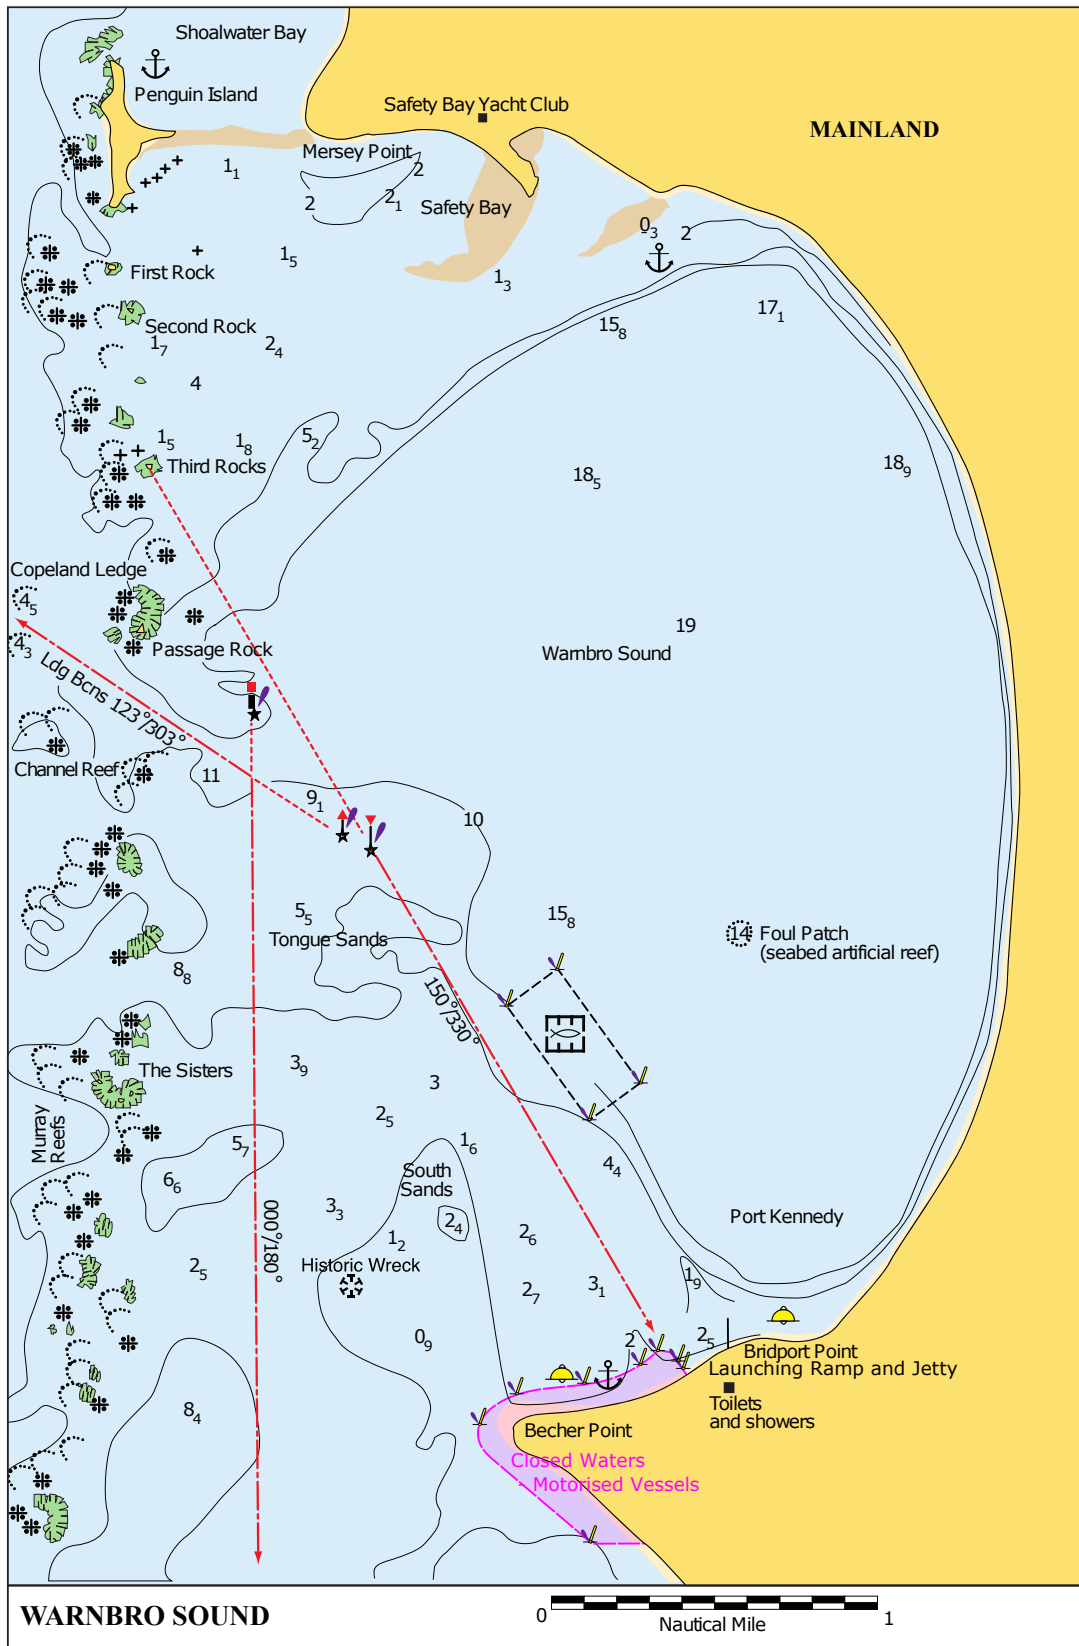 Shoalwater Bay
Penguin Island
Safety Bay Yacht Club
MAINLAND
Mersey Point
1₁
2
2
2₁
Safety Bay
0₃
2
1₅
First Rock
1₃
17₁
Second Rock
15₈
1₇
2₄
4
1₅
1₈
5₂
Third Rocks
18₅
18₉
Copeland Ledge
4₅
19
4₃
Passage Rock
Warnbro Sound
Ldg Bcns 123°/303°
Channel Reef
11
9₁
10
5₅
15₈
Tongue Sands
14
Foul Patch
(seabed artificial reef)
8₈
150°/330°
3₉
The Sisters
3
2₅
Murray
Reefs
5₇
1₆
4₄
6₆
South
Sands
3₃
2₄
Port Kennedy
000°/180°
1₂
2₆
2₅
Historic Wreck
2₇
3₁
1₉
0₉
2
2₅
Bridport Point
Launching Ramp and Jetty
Toilets
and showers
8₄
Becher Point
Closed Waters
- Motorised Vessels
WARNBRO SOUND
0
1
Nautical Mile